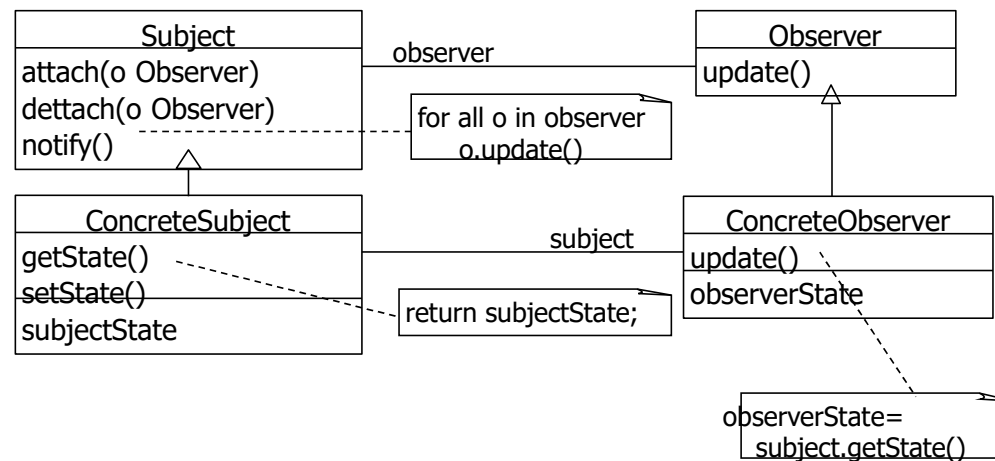 Subject
attach(o Observer)
dettach(o Observer)
notify()
observer
Observer
update()
for all o in observer
o.update()
ConcreteSubject
getState()
setState()
subjectState
subject
ConcreteObserver
update()
observerState
return subjectState;
observerState=
subject.getState()